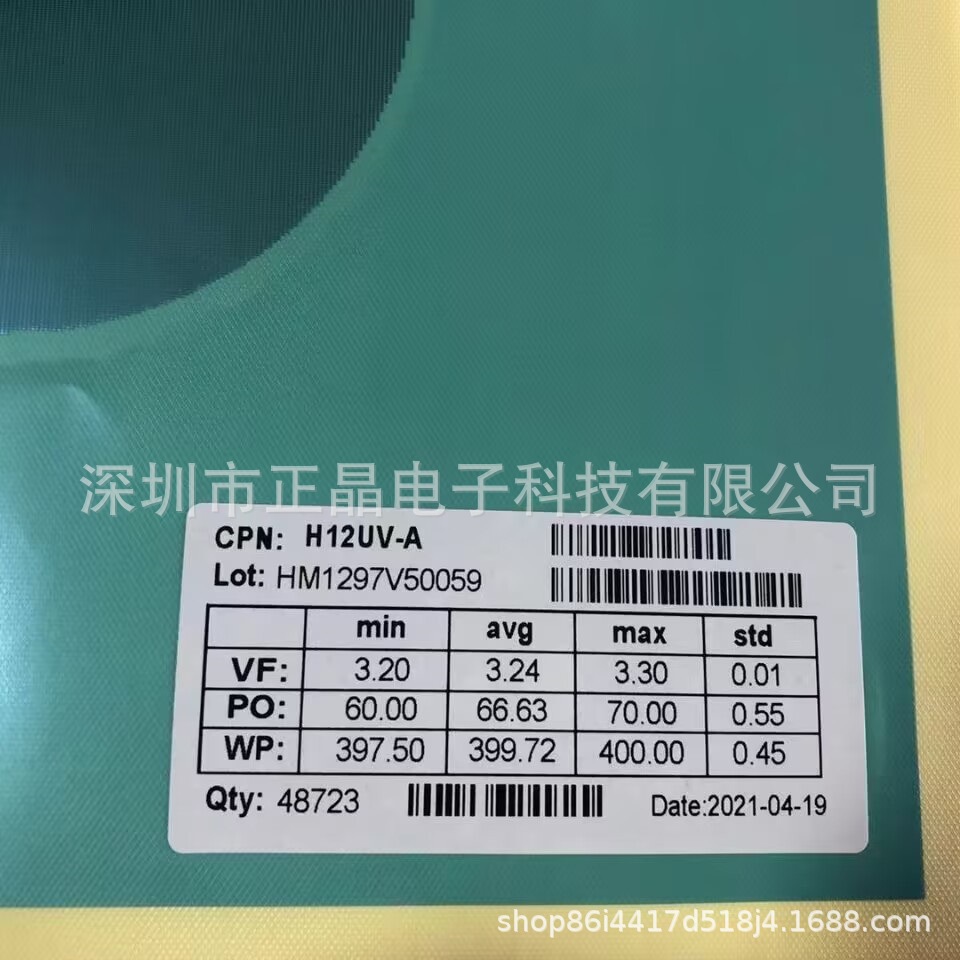 深圳市正晶电子科技有限公司
CPN: H12UV-A
Lot: HM1297V50059
min avg max std
VF: 3.20 3.24 3.30 0.01
PO: 60.00 66.63 70.00 0.55
WP: 397.50 399.72 400.00 0.45
Qty: 48723 Date:2021-04-19
shop86i4417d518j4.1688.com